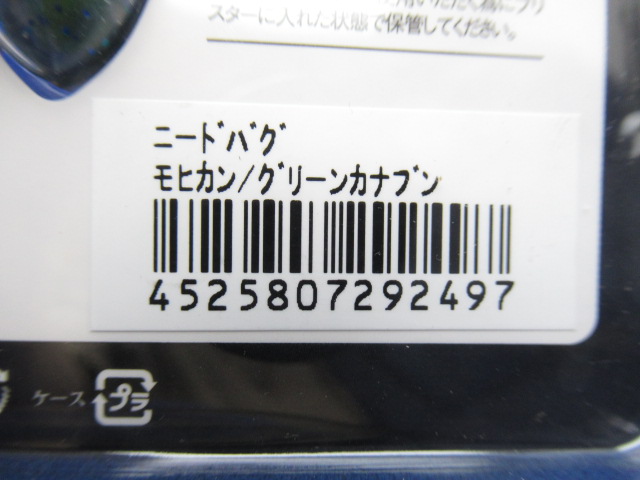 スターに入れた状態で保管してください。
ニードバグ
モヒカン/グリーンカナブン
4525807292497
ケース
プラ